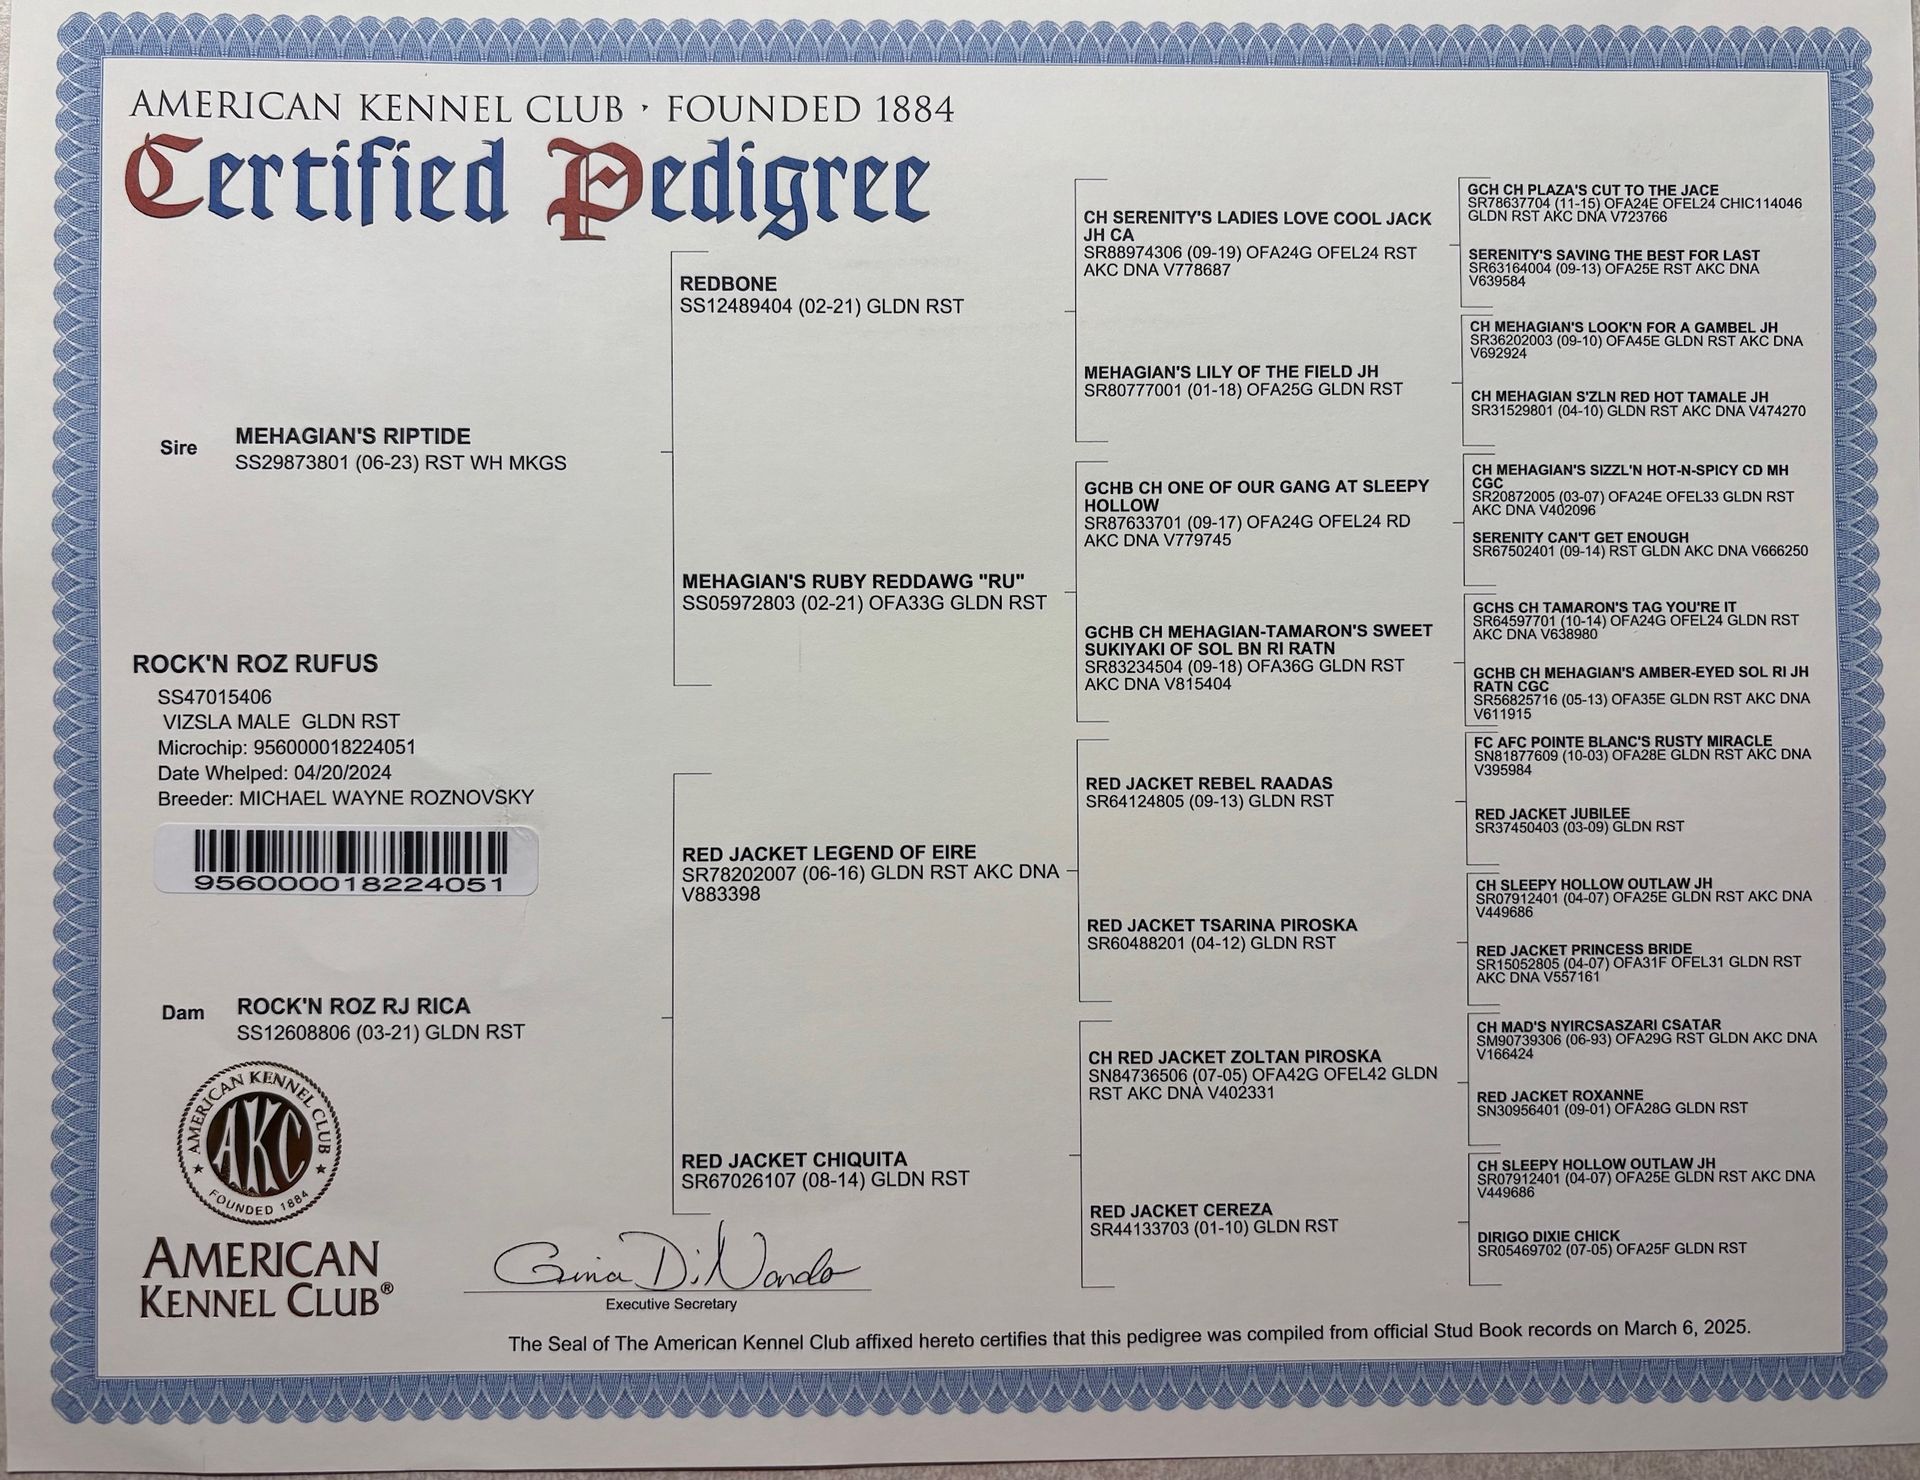 AMERICAN KENNEL CLUB · FOUNDED 1884
Certified Pedigree
Sire
MEHAGIAN'S RIPTIDE
SS29873801 (06-23) RST WH MKGS
ROCK'N ROZ RUFUS
SS47015406
VIZSLA MALE GLDN RST
Microchip: 956000018224051
Date Whelped: 04/20/2024
Breeder: MICHAEL WAYNE ROZNOVSKY
956000018224051
Dam
ROCK'N ROZ RJ RICA
SS12608806 (03-21) GLDN RST
REDBONE
SS12489404 (02-21) GLDN RST
MEHAGIAN'S RUBY REDDAWG "RU"
SS05972803 (02-21) OFA33G GLDN RST
RED JACKET LEGEND OF EIRE
SR78202007 (06-16) GLDN RST AKC DNA
V883398
RED JACKET CHIQUITA
SR67026107 (08-14) GLDN RST
CH SERENITY'S LADIES LOVE COOL JACK
JH CA
SR88974306 (09-19) OFA24G OFEL24 RST
AKC DNA V778687
MEHAGIAN'S LILY OF THE FIELD JH
SR80777001 (01-18) OFA25G GLDN RST
GCHB CH ONE OF OUR GANG AT SLEEPY
HOLLOW
SR87633701 (09-17) OFA24G OFEL24 RD
AKC DNA V779745
GCHB CH MEHAGIAN-TAMARON'S SWEET
SUKIYAKI OF SOL BN RI RATN
SR83234504 (09-18) OFA36G GLDN RST
AKC DNA V815404
RED JACKET REBEL RAADAS
SR64124805 (09-13) GLDN RST
RED JACKET TSARINA PIROSKA
SR60488201 (04-12) GLDN RST
CH RED JACKET ZOLTAN PIROSKA
SN84736506 (07-05) OFA42G OFEL42 GLDN
RST AKC DNA V402331
RED JACKET CEREZA
SR44133703 (01-10) GLDN RST
GCH CH PLAZA'S CUT TO THE JACE
SR78637704 (11-15) OFA24E OFEL24 CHIC114046
GLDN RST AKC DNA V723766
SERENITY'S SAVING THE BEST FOR LAST
SR63164004 (09-13) OFA25E RST AKC DNA
V639584
CH MEHAGIAN'S LOOK'N FOR A GAMBEL JH
SR36202003 (09-10) OFA45E GLDN RST AKC DNA
V692924
CH MEHAGIAN S'ZLN RED HOT TAMALE JH
SR31529801 (04-10) GLDN RST AKC DNA V474270
CH MEHAGIAN'S SIZZL'N HOT-N-SPICY CD MH
CGC
SR20872005 (03-07) OFA24E OFEL33 GLDN RST
AKC DNA V402096
SERENITY CAN'T GET ENOUGH
SR67502401 (09-14) RST GLDN AKC DNA V666250
GCHS CH TAMARON'S TAG YOU'RE IT
SR64597701 (10-14) OFA24G OFEL24 GLDN RST
AKC DNA V638980
GCHB CH MEHAGIAN'S AMBER-EYED SOL RI JH
RATN CGC
SR56825716 (05-13) OFA35E GLDN RST AKC DNA
V611915
FC AFC POINTE BLANC'S RUSTY MIRACLE
SN81877609 (10-03) OFA28E GLDN RST AKC DNA
V395984
RED JACKET JUBILEE
SR37450403 (03-09) GLDN RST
CH SLEEPY HOLLOW OUTLAW JH
SR07912401 (04-07) OFA25E GLDN RST AKC DNA
V449686
RED JACKET PRINCESS BRIDE
SR15052805 (04-07) OFA31F OFEL31 GLDN RST
AKC DNA V557161
CH MAD'S NYIRCSASZARI CSATAR
SM90739306 (06-93) OFA29G RST GLDN AKC DNA
V166424
RED JACKET ROXANNE
SN30956401 (09-01) OFA28G GLDN RST
CH SLEEPY HOLLOW OUTLAW JH
SR07912401 (04-07) OFA25E GLDN RST AKC DNA
V449686
DIRIGO DIXIE CHICK
SR05469702 (07-05) OFA25F GLDN RST
AMERICAN KENNEL CLUB
AKC
FOUNDED 1884
AMERICAN
KENNEL CLUB®
Gina DiNardo
Executive Secretary
The Seal of The American Kennel Club affixed hereto certifies that this pedigree was compiled from official Stud Book records on March 6, 2025.